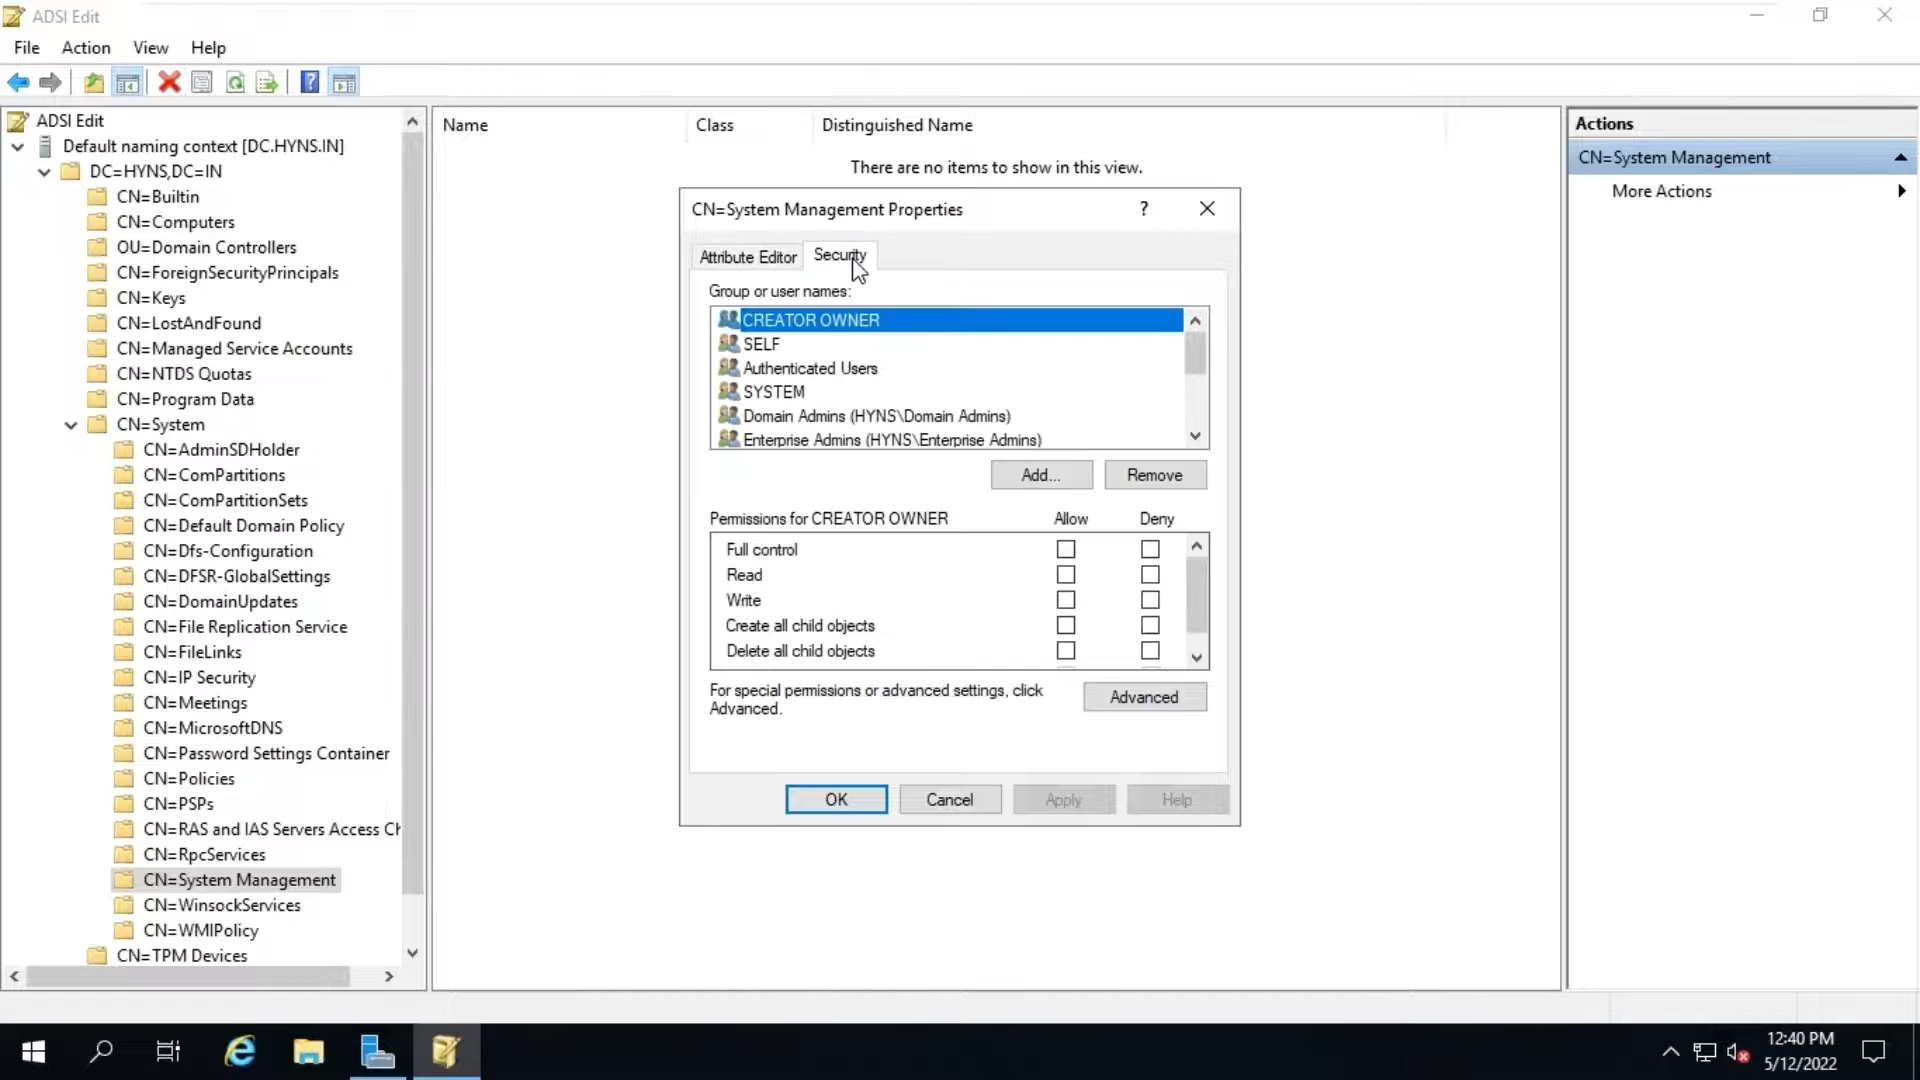 ADSI Edit
File Action View Help
ADSI Edit
Default naming context [DC.HYNS.IN]
DC=HYNS,DC=IN
CN=Builtin
CN=Computers
OU=Domain Controllers
CN=ForeignSecurityPrincipals
CN=Keys
CN=LostAndFound
CN=Managed Service Accounts
CN=NTDS Quotas
CN=Program Data
CN=System
CN=AdminSDHolder
CN=ComPartitions
CN=ComPartitionSets
CN=Default Domain Policy
CN=Dfs-Configuration
CN=DFSR-GlobalSettings
CN=DomainUpdates
CN=File Replication Service
CN=FileLinks
CN=IP Security
CN=Meetings
CN=MicrosoftDNS
CN=Password Settings Container
CN=Policies
CN=PSPs
CN=RAS and IAS Servers Access Ch
CN=RpcServices
CN=System Management
CN=WinsockServices
CN=WMIPolicy
CN=TPM Devices
Name Class Distinguished Name
There are no items to show in this view.
CN=System Management Properties
Attribute Editor Security
Group or user names:
CREATOR OWNER
SELF
Authenticated Users
SYSTEM
Domain Admins (HYNS\Domain Admins)
Enterprise Admins (HYNS\Enterprise Admins)
Add... Remove
Permissions for CREATOR OWNER Allow Deny
Full control
Read
Write
Create all child objects
Delete all child objects
For special permissions or advanced settings, click
Advanced.
Advanced
OK Cancel Apply Help
Actions
CN=System Management
More Actions
12:40 PM
5/12/2022